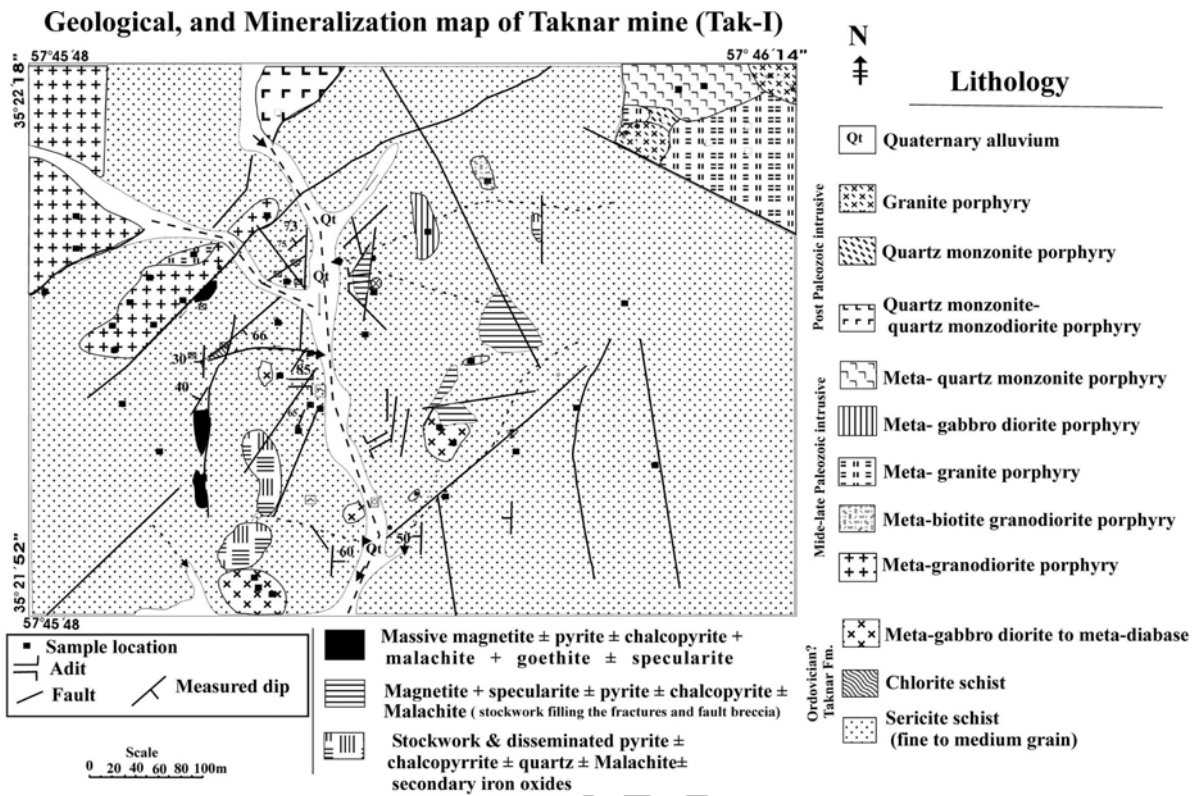 Geological, and Mineralization map of Taknar mine (Tak-I)
57°45´48
57°46´14"
35°22´18"
35°21´52"
57°45´48
Qt
Qt
Qt
73
75
66
30
40
85
65
60
50
N
Lithology
Post Paleozoic intrusive
Qt Quaternary alluvium
Granite porphyry
Quartz monzonite porphyry
Quartz monzonite-
quartz monzodiorite porphyry
Mide-late Paleozoic intrusive
Meta- quartz monzonite porphyry
Meta- gabbro diorite porphyry
Meta- granite porphyry
Meta-biotite granodiorite porphyry
Meta-granodiorite porphyry
Ordovician?
Taknar Fm.
Meta-gabbro diorite to meta-diabase
Chlorite schist
Sericite schist
(fine to medium grain)
Sample location
Adit
Fault
Measured dip
Scale
0 20 40 60 80 100m
Massive magnetite ± pyrite ± chalcopyrite +
malachite + goethite ± specularite
Magnetite + specularite ± pyrite ± chalcopyrite ±
Malachite ( stockwork filling the fractures and fault breccia)
Stockwork & disseminated pyrite ±
chalcopyrrite ± quartz ± Malachite±
secondary iron oxides